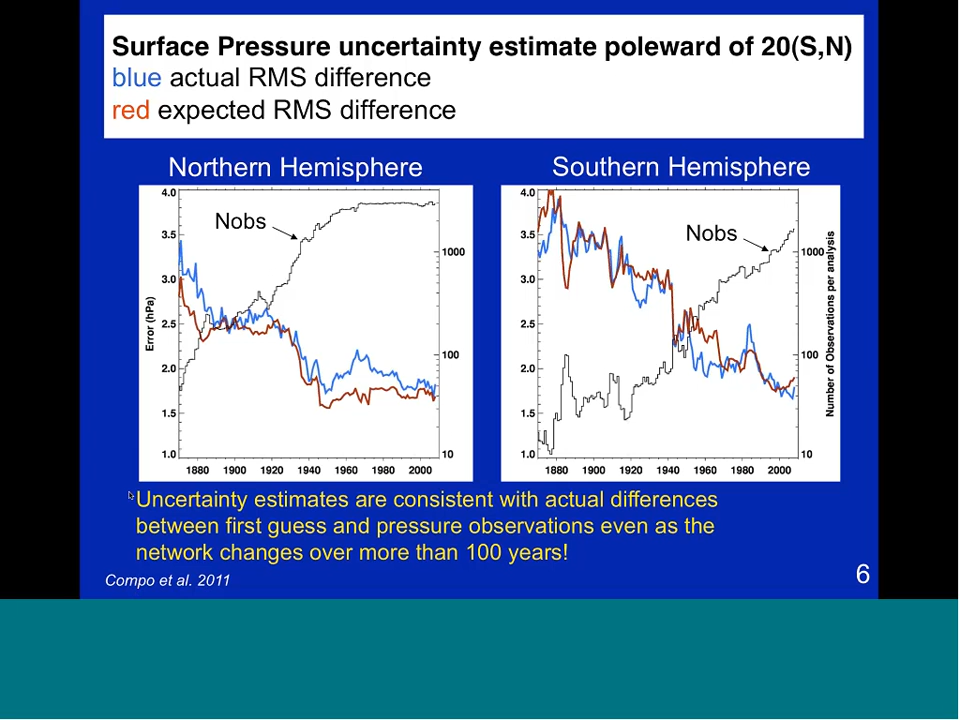 Surface Pressure uncertainty estimate poleward of 20(S,N)
blue actual RMS difference
red expected RMS difference
Northern Hemisphere
4.0
3.5
3.0
2.5
2.0
1.5
1.0
Error (hPa)
Nobs
1000
100
10
1880 1900 1920 1940 1960 1980 2000
Southern Hemisphere
4.0
3.5
3.0
2.5
2.0
1.5
1.0
Nobs
1000
100
10
Number of Observations per analysis
1880 1900 1920 1940 1960 1980 2000
Uncertainty estimates are consistent with actual differences
between first guess and pressure observations even as the
network changes over more than 100 years!
Compo et al. 2011
6